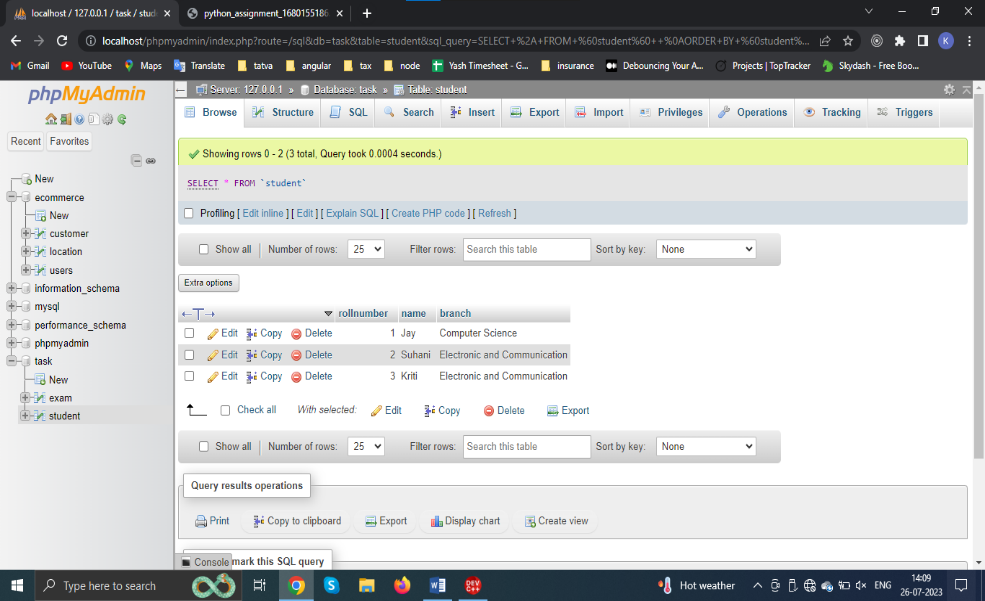 localhost / 127.0.0.1 / task / stud
python_assignment_1680155186
localhost/phpmyadmin/index.php?route=/sql&db=task&table=student&sql_query=SELECT+%2A+FROM+%60student%60++%0AORDER+BY+%60student%...
K
Gmail YouTube Maps Translate tatva angular tax node Yash Timesheet - G... insurance Debouncing Your A... Projects | TopTracker Skydash - Free Boo...
phpMyAdmin
Recent Favorites
New
ecommerce
New
customer
location
users
information_schema
mysql
performance_schema
phpmyadmin
task
New
exam
student
Server: 127.0.0.1 » Database: task » Table: student
Browse Structure SQL Search Insert Export Import Privileges Operations Tracking Triggers
Showing rows 0 - 2 (3 total, Query took 0.0004 seconds.)
SELECT * FROM `student`
Profiling [ Edit inline ] [ Edit ] [ Explain SQL ] [ Create PHP code ] [ Refresh ]
Show all Number of rows: 25 Filter rows: Search this table Sort by key: None
Extra options
←T→ rollnumber name branch
Edit Copy Delete 1 Jay Computer Science
Edit Copy Delete 2 Suhani Electronic and Communication
Edit Copy Delete 3 Kriti Electronic and Communication
Check all With selected: Edit Copy Delete Export
Show all Number of rows: 25 Filter rows: Search this table Sort by key: None
Query results operations
Print Copy to clipboard Export Display chart Create view
Console mark this SQL query
Type here to search
DEV C++
Hot weather
ENG
14:09
26-07-2023